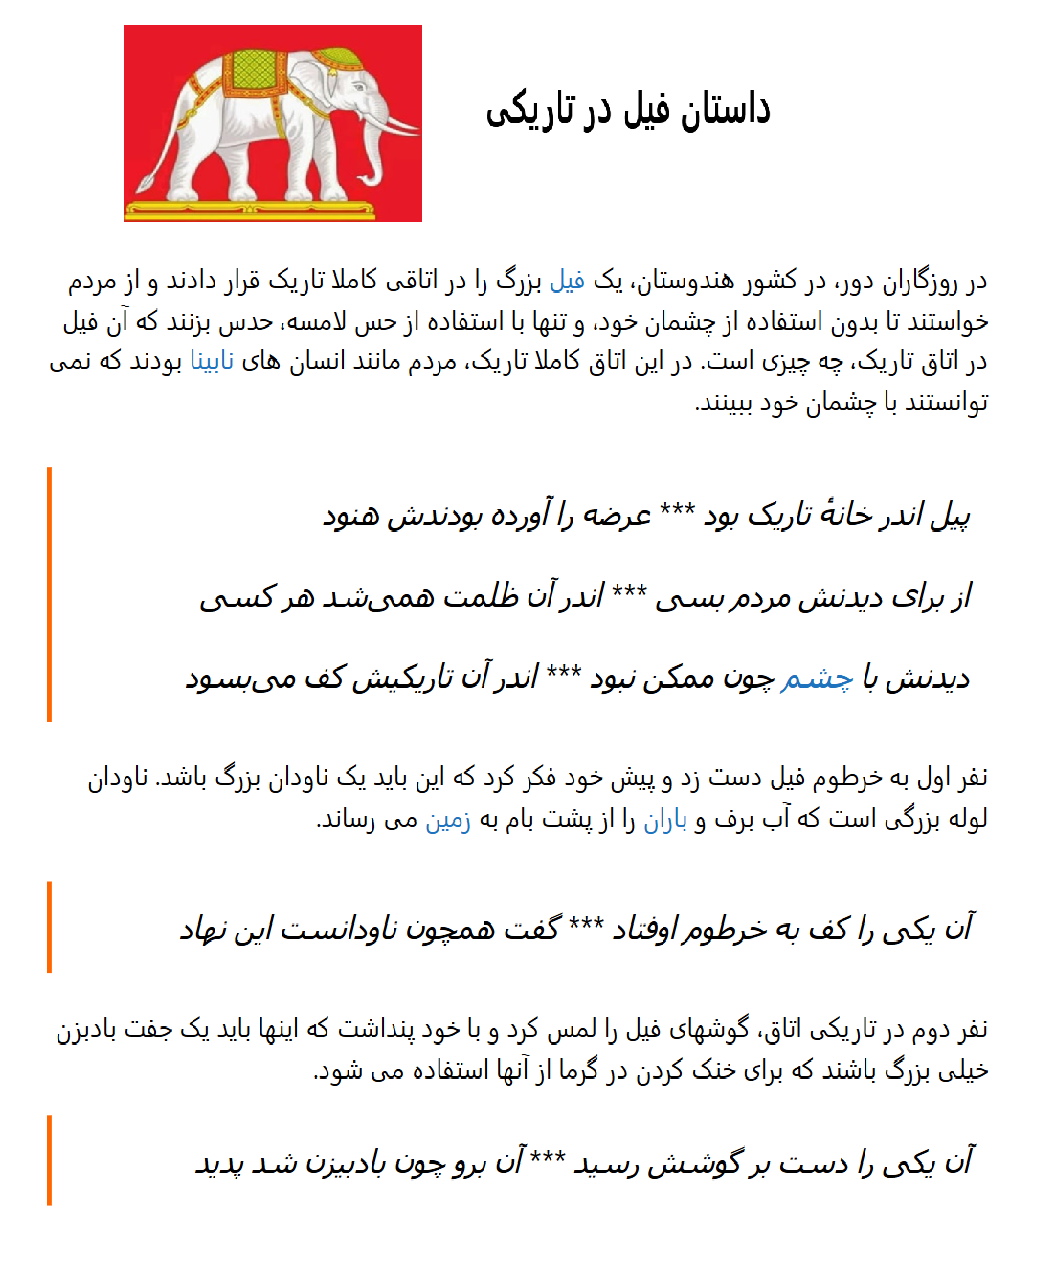 داستان فیل در تاریکی
در روزگاران دور، در کشور هندوستان، یک فیل بزرگ را در اتاقی کاملا تاریک قرار دادند و از مردم
خواستند تا بدون استفاده از چشمان خود، و تنها با استفاده از حس لامسه، حدس بزنند که آن فیل
در اتاق تاریک، چه چیزی است. در این اتاق کاملا تاریک، مردم مانند انسان های نابینا بودند که نمی
توانستند با چشمان خود ببینند.
پیل اندر خانهٔ تاریک بود *** عرضه را آورده بودندش هنود
از برای دیدنش مردم بسی *** اندر آن ظلمت همی‌شد هر کسی
دیدنش با چشم چون ممکن نبود *** اندر آن تاریکیش کف می‌بسود
نفر اول به خرطوم فیل دست زد و پیش خود فکر کرد که این باید یک ناودان بزرگ باشد. ناودان
لوله بزرگی است که آب برف و باران را از پشت بام به زمین می رساند.
آن یکی را کف به خرطوم اوفتاد *** گفت همچون ناودانست این نهاد
نفر دوم در تاریکی اتاق، گوشهای فیل را لمس کرد و با خود پنداشت که اینها باید یک جفت بادبزن
خیلی بزرگ باشند که برای خنک کردن در گرما از آنها استفاده می شود.
آن یکی را دست بر گوشش رسید *** آن برو چون بادبیزن شد پدید